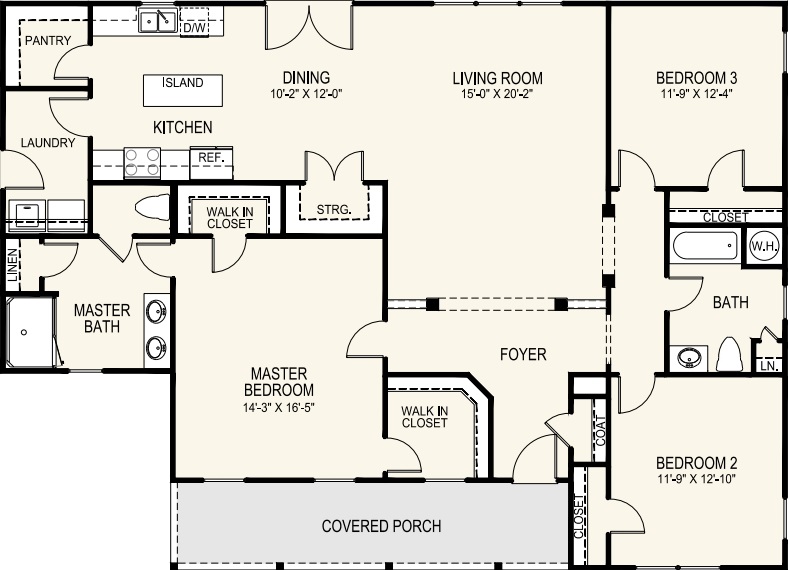 D/W
PANTRY
ISLAND
DINING
10'-2" X 12'-0"
LIVING ROOM
15'-0" X 20'-2"
BEDROOM 3
11'-9" X 12'-4"
KITCHEN
LAUNDRY
REF.
STRG.
WALK IN
CLOSET
CLOSET
W.H.
LINEN
MASTER
BATH
BATH
FOYER
LN.
MASTER
BEDROOM
14'-3" X 16'-5"
WALK IN
CLOSET
COAT
BEDROOM 2
11'-9" X 12'-10"
CLOSET
COVERED PORCH